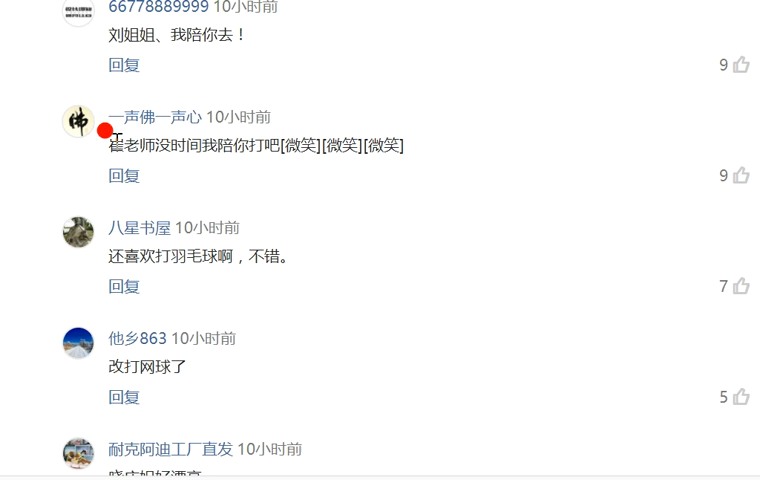 66778889999 10小时前
刘姐姐、我陪你去！
回复
9
一声佛一声心 10小时前
崔老师没时间我陪你打吧[微笑][微笑][微笑]
回复
9
佛
八星书屋 10小时前
还喜欢打羽毛球啊，不错。
回复
7
他乡863 10小时前
改打网球了
回复
5
耐克阿迪工厂直发 10小时前